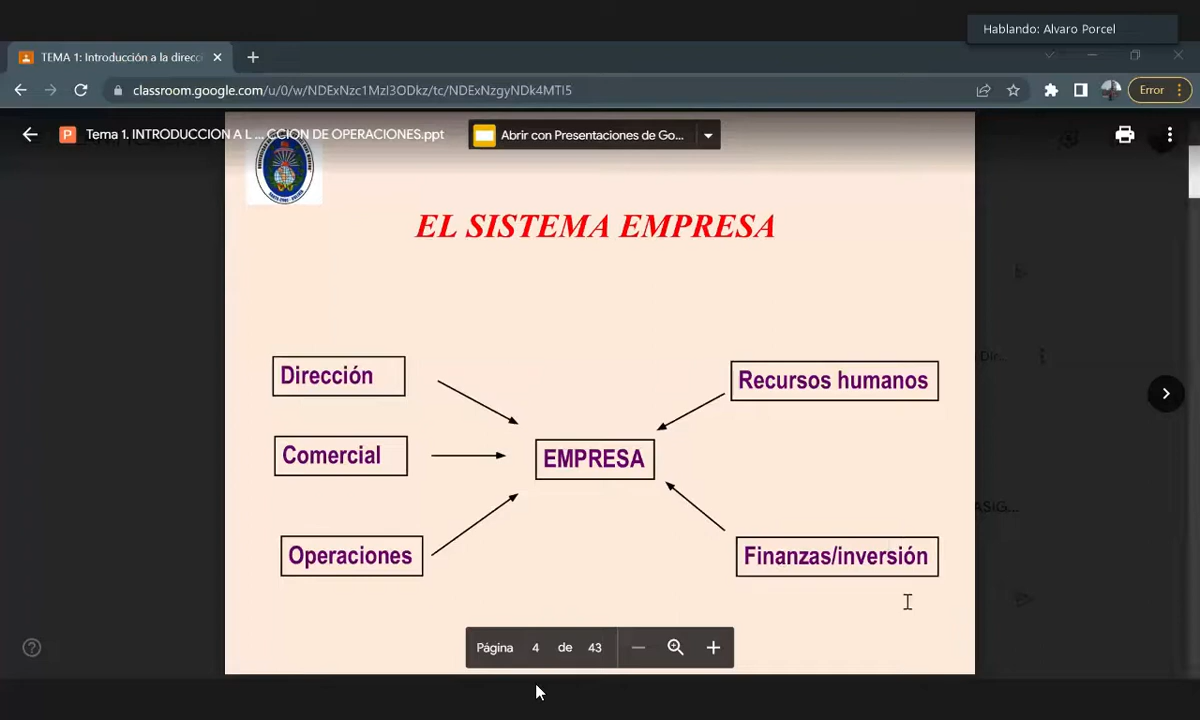 Hablando: Alvaro Porcel
TEMA 1: Introducción a la direcc
classroom.google.com/u/0/w/NDExNzc1MzI3ODkz/tc/NDExNzgyNDk4MTI5
Error
Tema 1. INTRODUCCION A L ... CCION DE OPERACIONES.ppt
Abrir con Presentaciones de Go...
EL SISTEMA EMPRESA
Dirección
Recursos humanos
Comercial
EMPRESA
Operaciones
Finanzas/inversión
Página 4 de 43